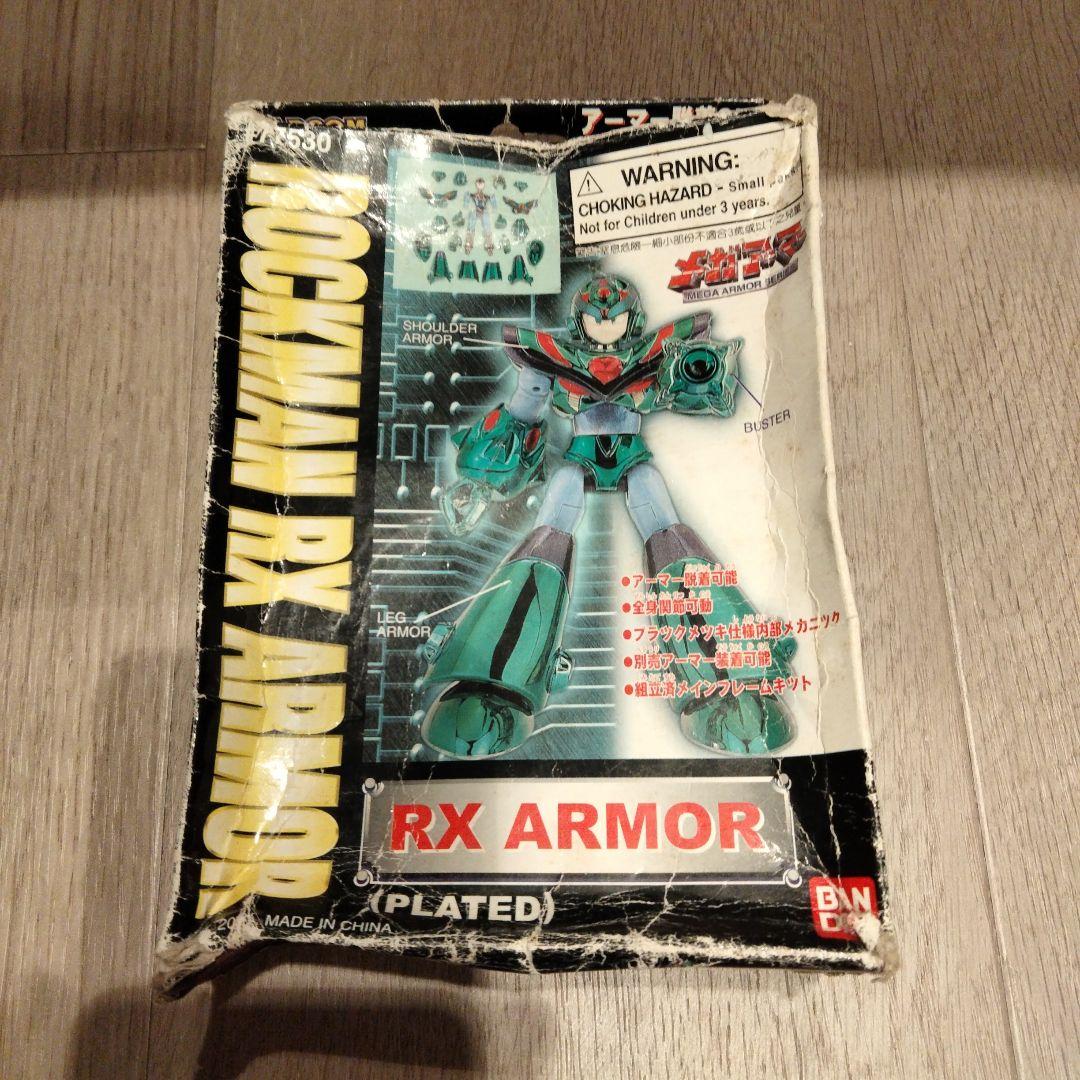 530
アーマー
WARNING:
CHOKING HAZARD - Small
Not for Children under 3 years.
メガアーマー
MEGA ARMOR SERIES
ROCKMAN RX ARMOR
SHOULDER
ARMOR
BUSTER
LEG
ARMOR
●アーマー脱着可能
●全身関節可動
●ブラックメッキ仕様内部メカニック
●別売アーマー装着可能
●組立済メインフレームキット
RX ARMOR
(PLATED)
MADE IN CHINA
BAN
DAI